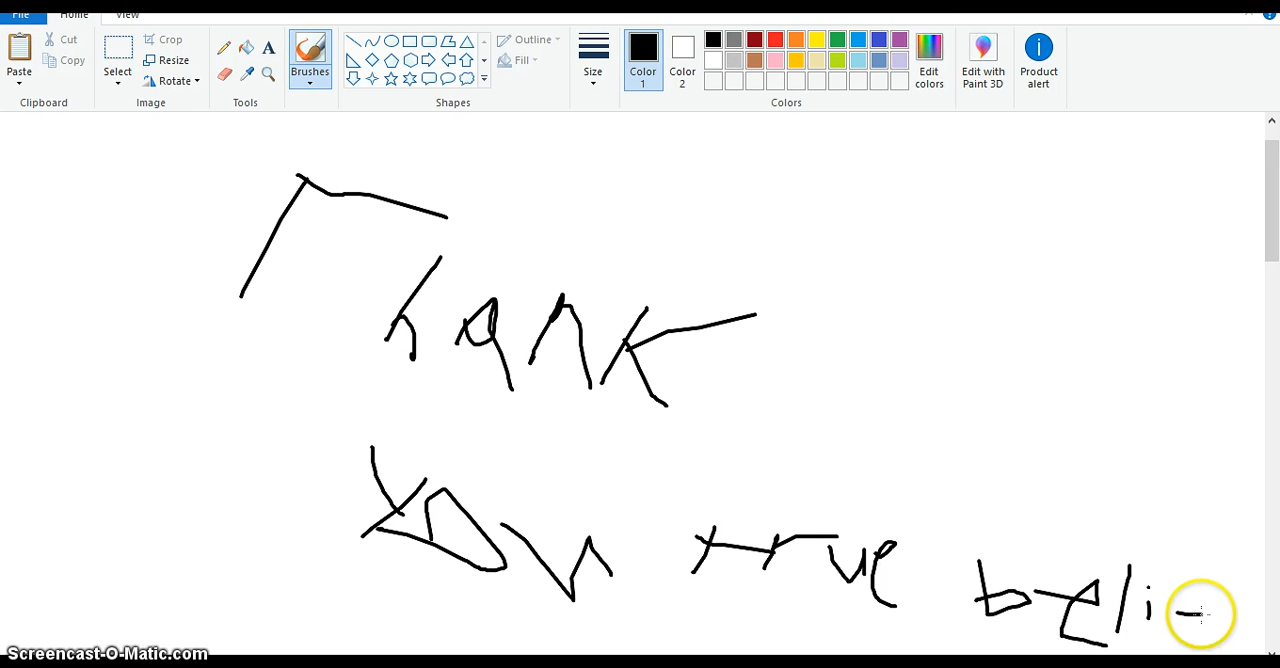 File Home View
Cut Crop Outline
Copy Resize Fill
Paste Select Rotate Brushes Size Color 1 Color 2 Edit colors Edit with Paint 3D Product alert
Clipboard Image Tools Shapes Colors
Thank
you true beli
Screencast-O-Matic.com